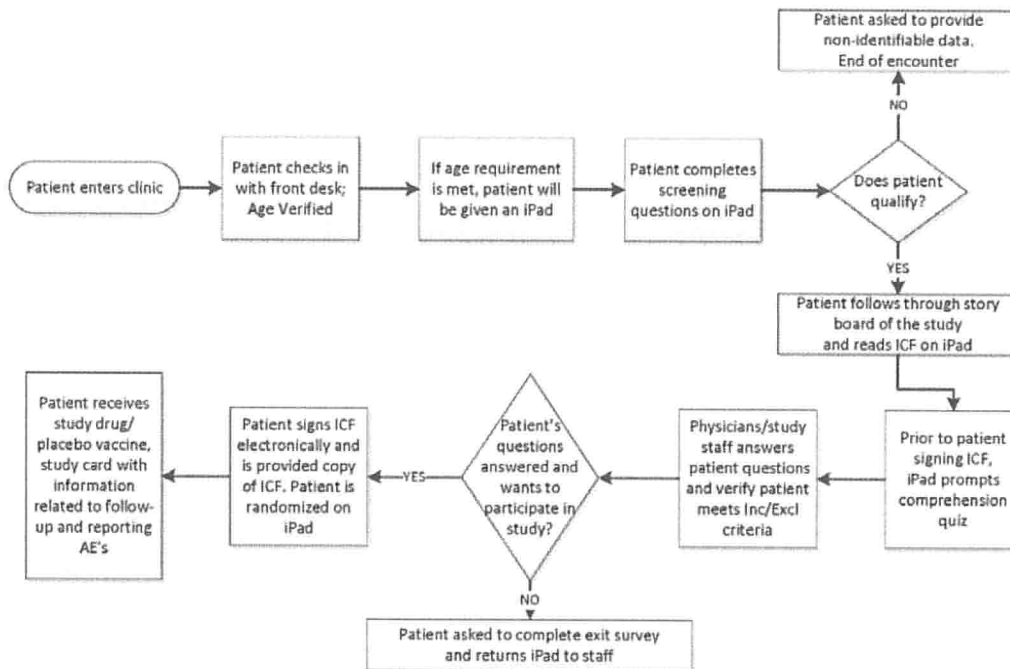 Patient enters clinic
Patient checks in
with front desk;
Age Verified
If age requirement
is met, patient will
be given an iPad
Patient completes
screening
questions on iPad
Does patient
qualify?
NO
Patient asked to provide
non-identifiable data.
End of encounter
YES
Patient follows through story
board of the study
and reads ICF on iPad
Prior to patient
signing ICF,
iPad prompts
comprehension
quiz
Physicians/study
staff answers
patient questions
and verify patient
meets Inc/Excl
criteria
Patient's
questions
answered and
wants to
participate in
study?
YES
Patient signs ICF
electronically and
is provided copy
of ICF. Patient is
randomized on
iPad
Patient receives
study drug/
placebo vaccine,
study card with
information
related to follow-
up and reporting
AE's
NO
Patient asked to complete exit survey
and returns iPad to staff